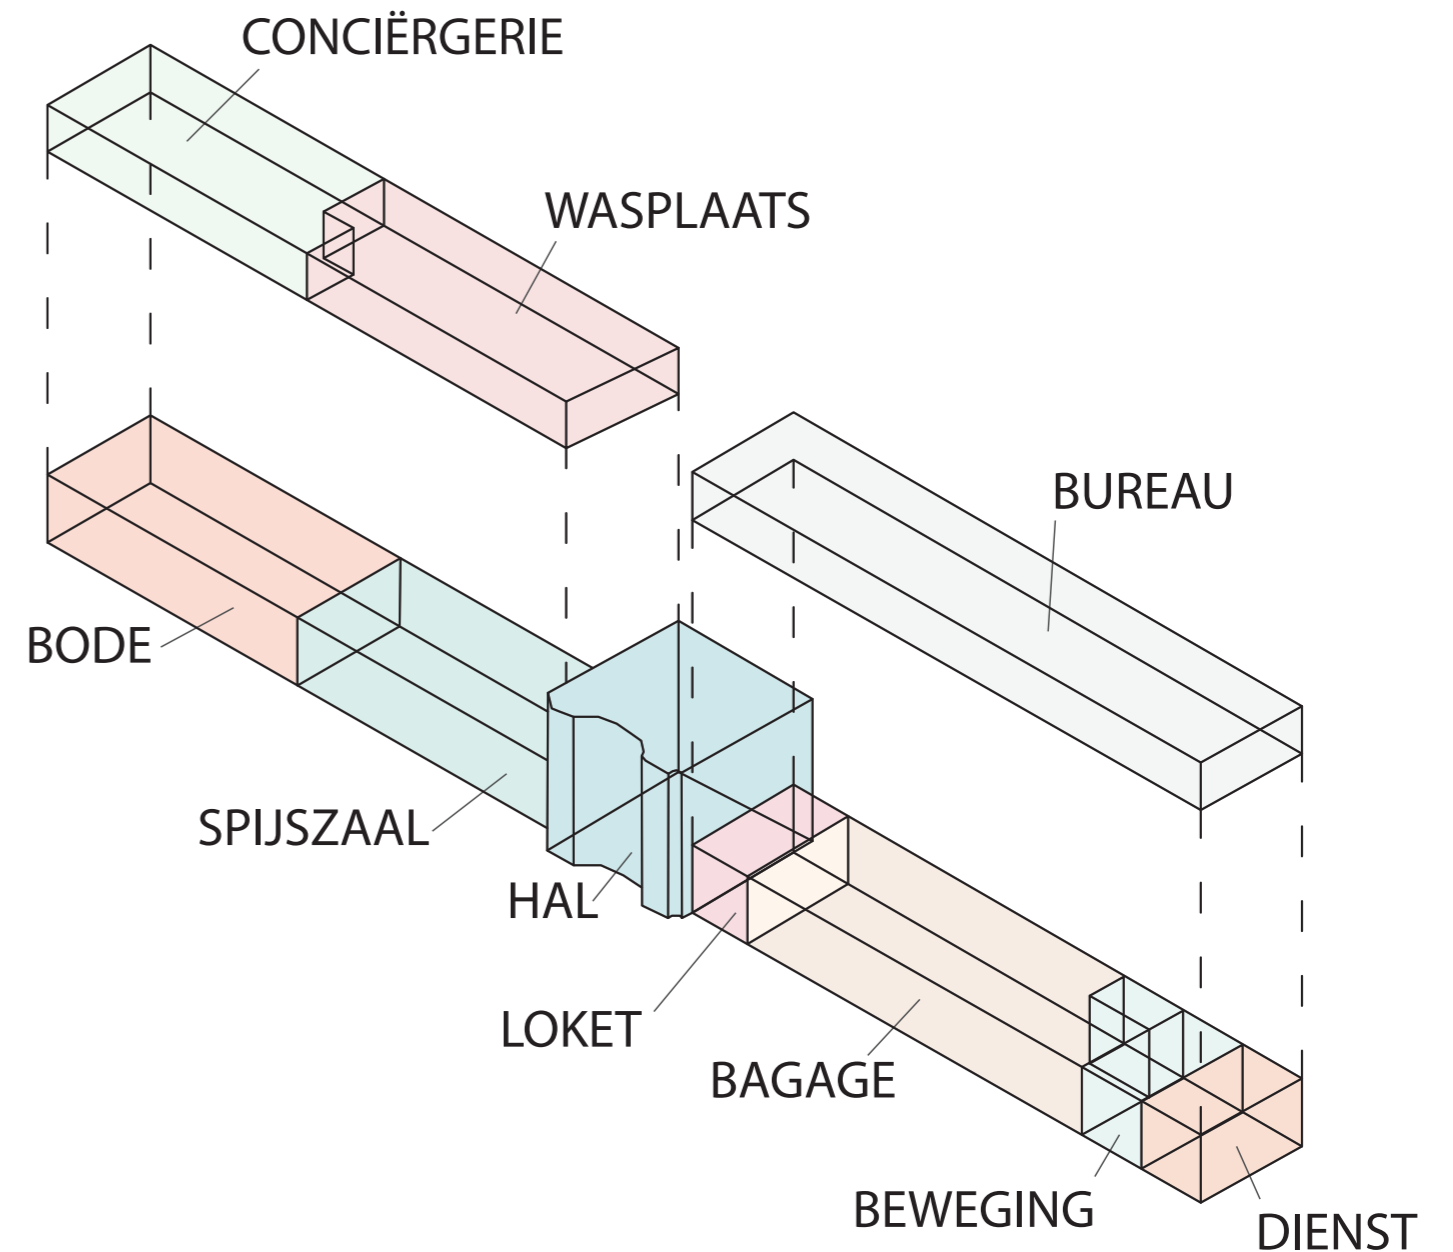 CONCIËRGERIE
WASPLAATS
BUREAU
BODE
SPIJSZAAL
HAL
LOKET
BAGAGE
BEWEGING
DIENST